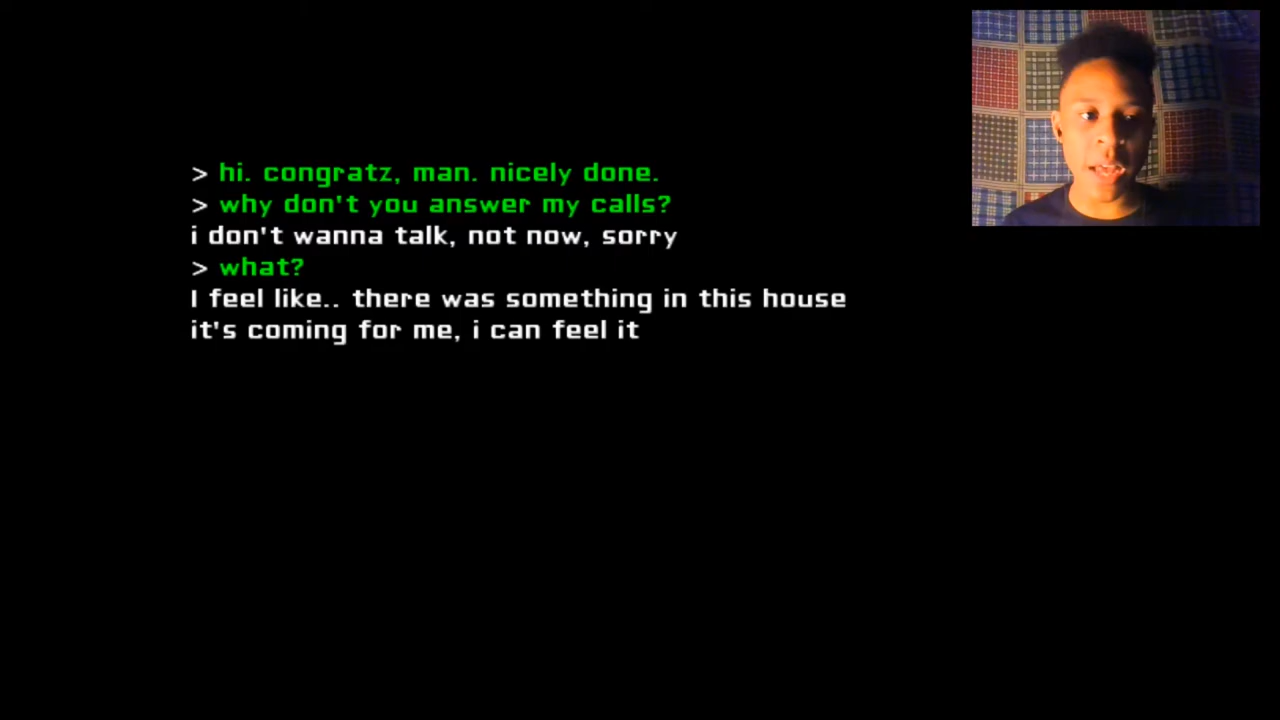 > hi. congratz, man. nicely done.
> why don't you answer my calls?
i don't wanna talk, not now, sorry
> what?
I feel like.. there was something in this house
it's coming for me, i can feel it